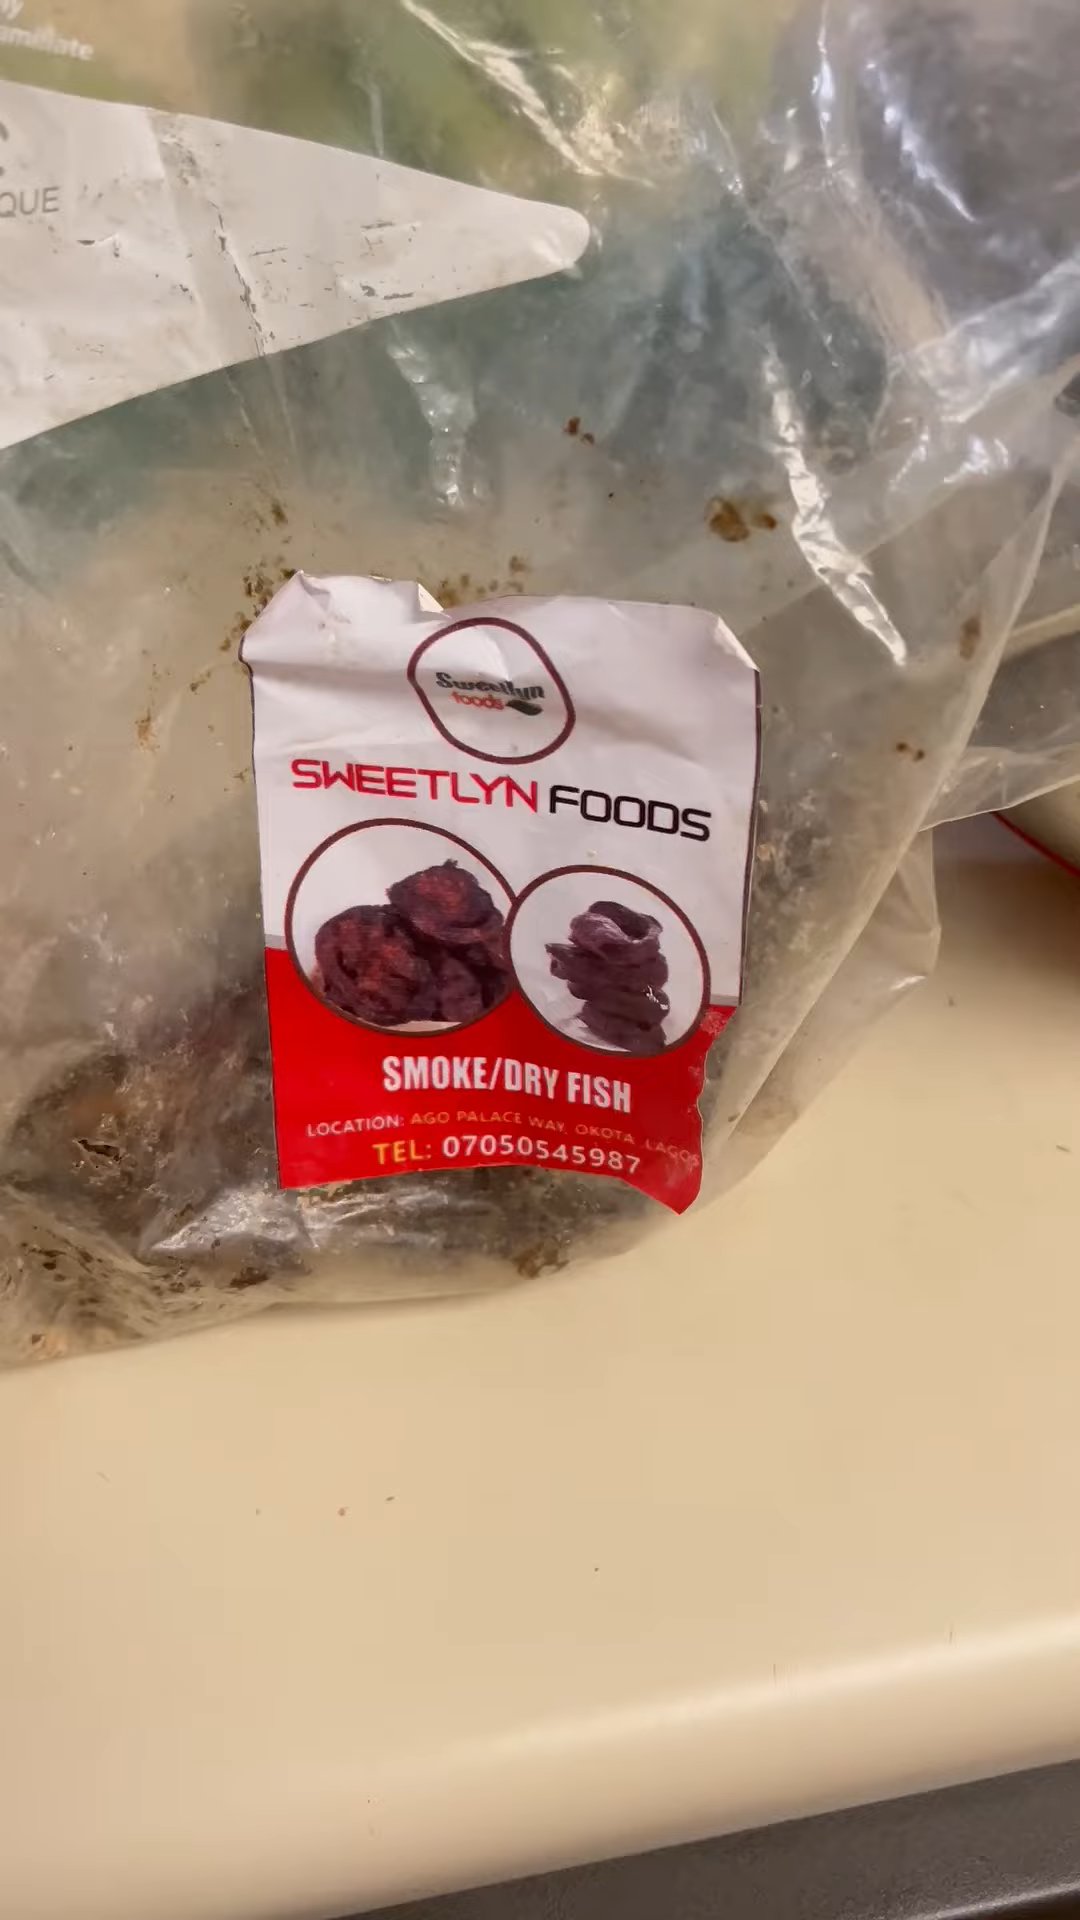 QUE
Sweetlyn
foods
SWEETLYN FOODS
SMOKE/DRY FISH
LOCATION: AGO PALACE WAY, OKOTA, LAGOS
TEL: 07050545987